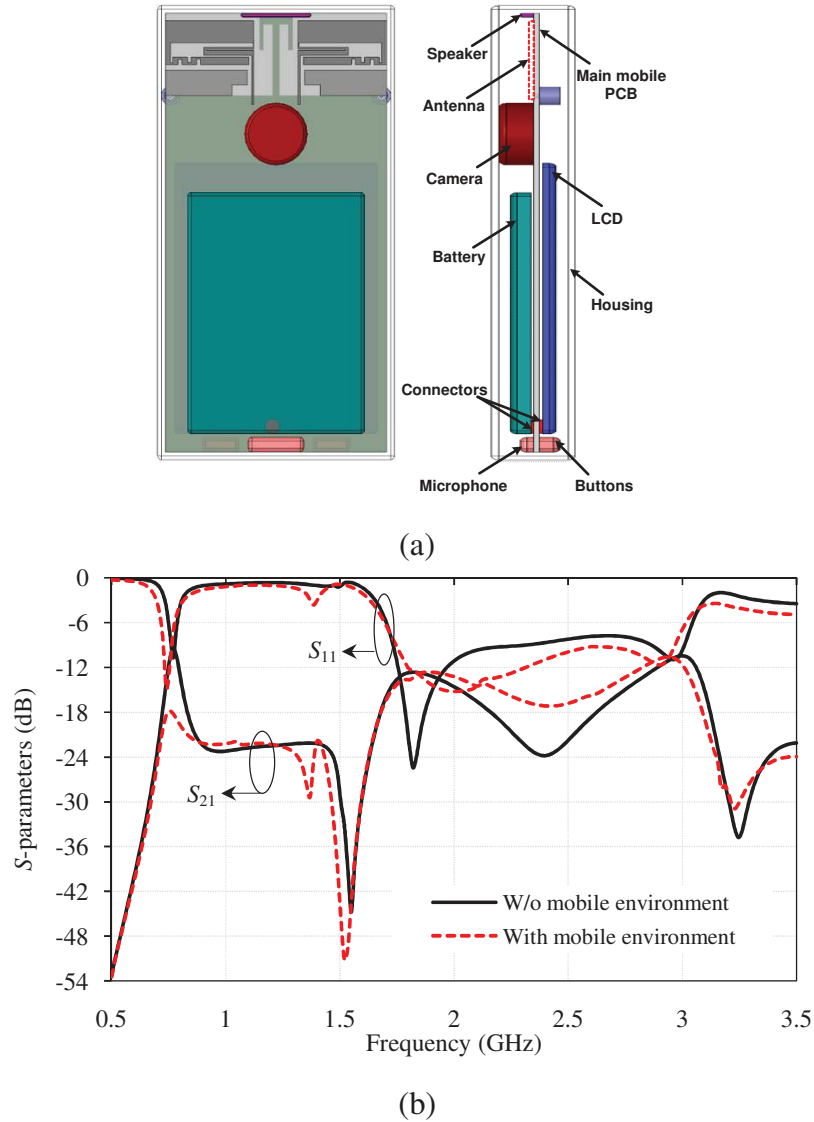 Speaker
Main mobile
PCB
Antenna
Camera
LCD
Battery
Housing
Connectors
Microphone
Buttons
(a)
0
-6
-12
-18
-24
-30
-36
-42
-48
-54
S-parameters (dB)
S11
S21
W/o mobile environment
With mobile environment
0.5
1
1.5
2
2.5
3
3.5
Frequency (GHz)
(b)